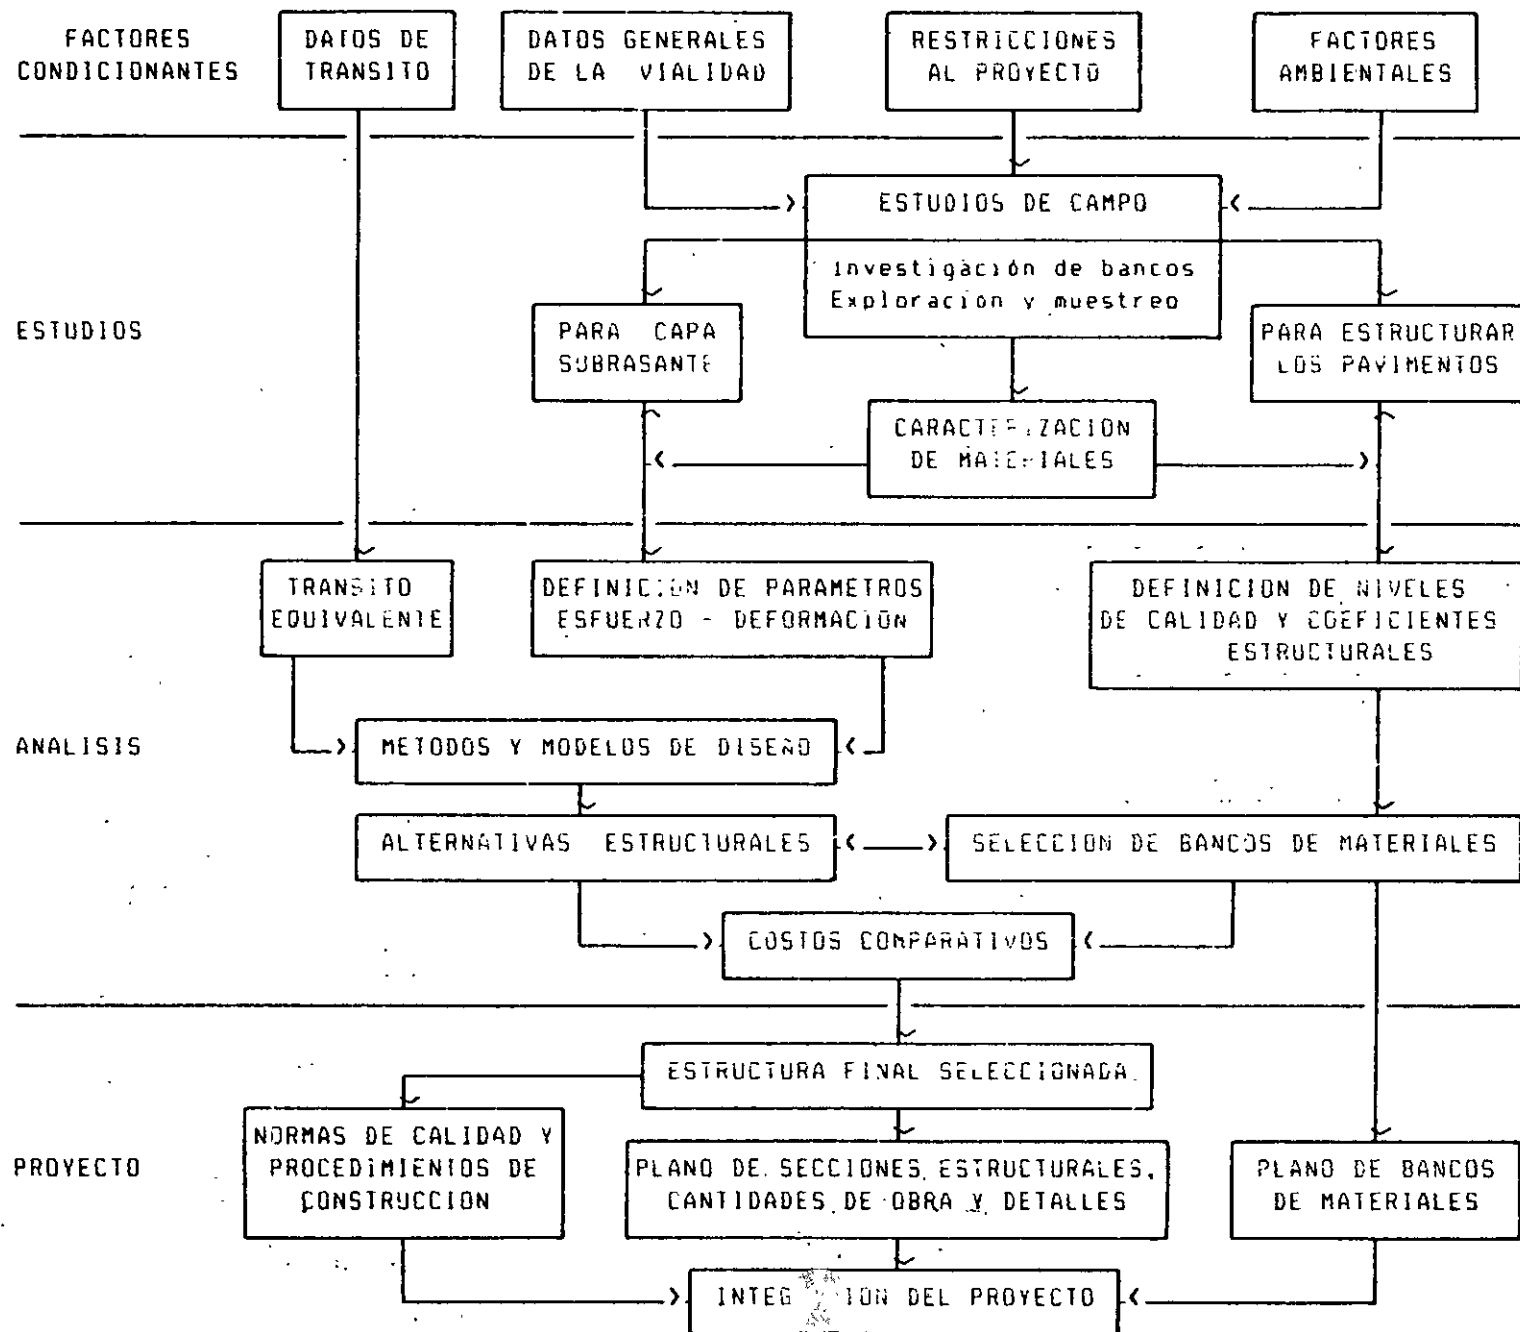 FACTORES
CONDICIONANTES
DATOS DE
TRANSITO
DATOS GENERALES
DE LA VIALIDAD
RESTRICCIONES
AL PROYECTO
FACTORES
AMBIENTALES
ESTUDIOS
ESTUDIOS DE CAMPO
Investigación de bancos
Exploración y muestreo
PARA CAPA
SUBRASANTE
PARA ESTRUCTURAR
LOS PAVIMENTOS
CARACTERIZACION
DE MATERIALES
ANALISIS
TRANSITO
EQUIVALENTE
DEFINICION DE PARAMETROS
ESFUERZO - DEFORMACION
DEFINICION DE NIVELES
DE CALIDAD Y COEFICIENTES
ESTRUCTURALES
METODOS Y MODELOS DE DISEÑO
ALTERNATIVAS ESTRUCTURALES
SELECCION DE BANCOS DE MATERIALES
COSTOS COMPARATIVOS
PROYECTO
ESTRUCTURA FINAL SELECCIONADA
NORMAS DE CALIDAD Y
PROCEDIMIENTOS DE
CONSTRUCCION
PLANO DE SECCIONES ESTRUCTURALES,
CANTIDADES DE OBRA Y DETALLES
PLANO DE BANCOS
DE MATERIALES
DEL PROYECTO